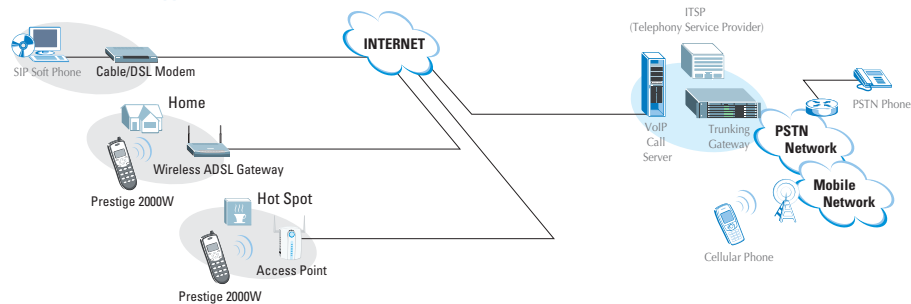 ITSP
(Telephony Service Provider)
INTERNET
SIP Soft Phone
Cable/DSL Modem
PSTN Phone
Home
VoIP
Call
Server
Trunking
Gateway
PSTN
Network
Wireless ADSL Gateway
Prestige 2000W
Mobile
Network
Hot Spot
Cellular Phone
Access Point
Prestige 2000W